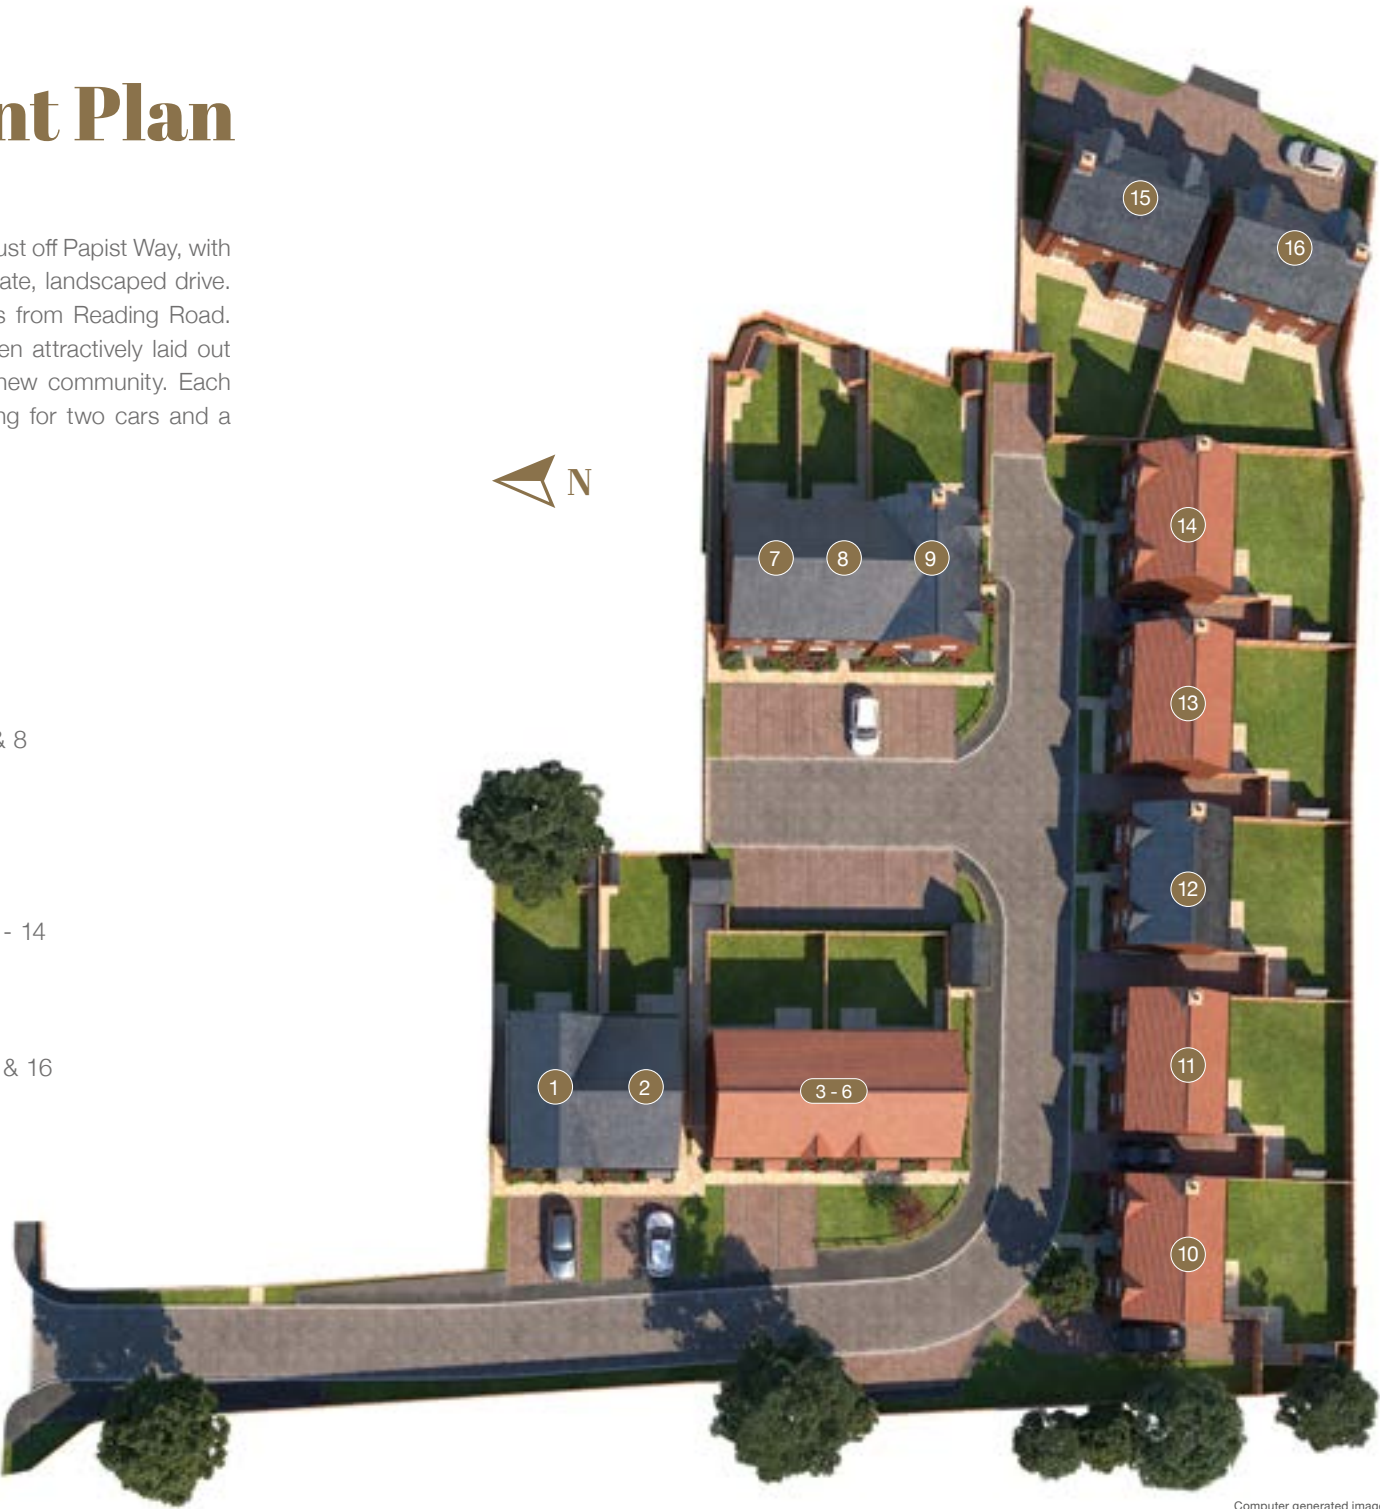 nt Plan
ust off Papist Way, with
ate, landscaped drive.
s from Reading Road.
en attractively laid out
new community. Each
ng for two cars and a
N
& 8
- 14
& 16
15
16
14
7 8 9
13
12
11
1 2 3 - 6
10
Computer generated image